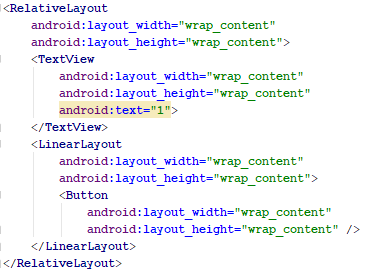 <RelativeLayout
    android:layout_width="wrap_content"
    android:layout_height="wrap_content">
    <TextView
        android:layout_width="wrap_content"
        android:layout_height="wrap_content"
        android:text="1">
    </TextView>
    <LinearLayout
        android:layout_width="wrap_content"
        android:layout_height="wrap_content">
        <Button
            android:layout_width="wrap_content"
            android:layout_height="wrap_content" />
    </LinearLayout>
</RelativeLayout>